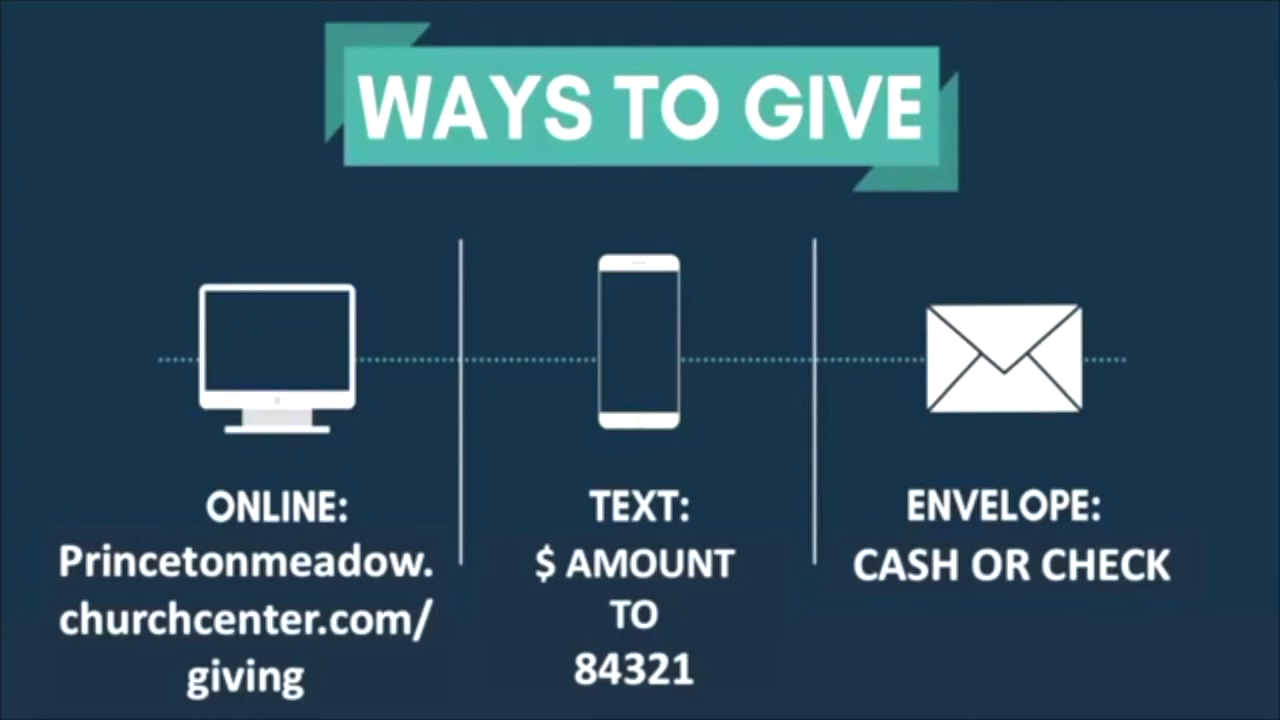 WAYS TO GIVE
ONLINE:
Princetonmeadow.
churchcenter.com/
giving
TEXT:
$ AMOUNT
TO
84321
ENVELOPE:
CASH OR CHECK